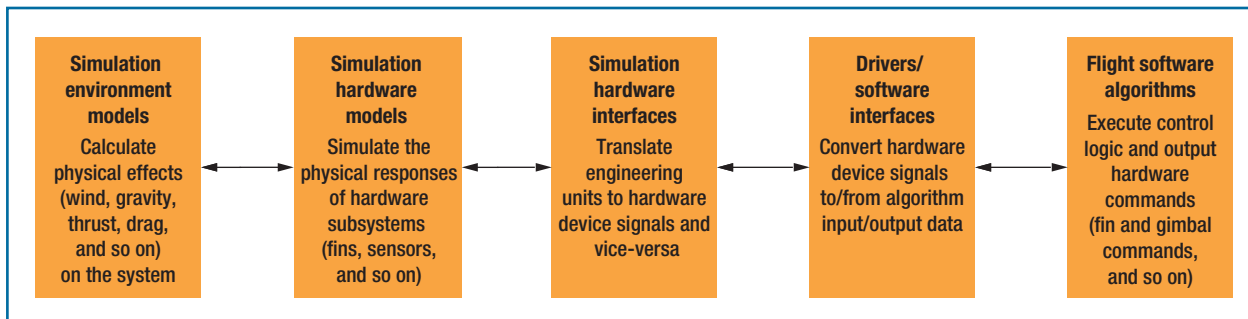 Simulation
environment
models
Calculate
physical effects
(wind, gravity,
thrust, drag,
and so on)
on the system
Simulation
hardware
models
Simulate the
physical responses
of hardware
subsystems
(fins, sensors,
and so on)
Simulation
hardware
interfaces
Translate
engineering
units to hardware
device signals and
vice-versa
Drivers/
software
interfaces
Convert hardware
device signals
to/from algorithm
input/output data
Flight software
algorithms
Execute control
logic and output
hardware
commands
(fin and gimbal
commands,
and so on)